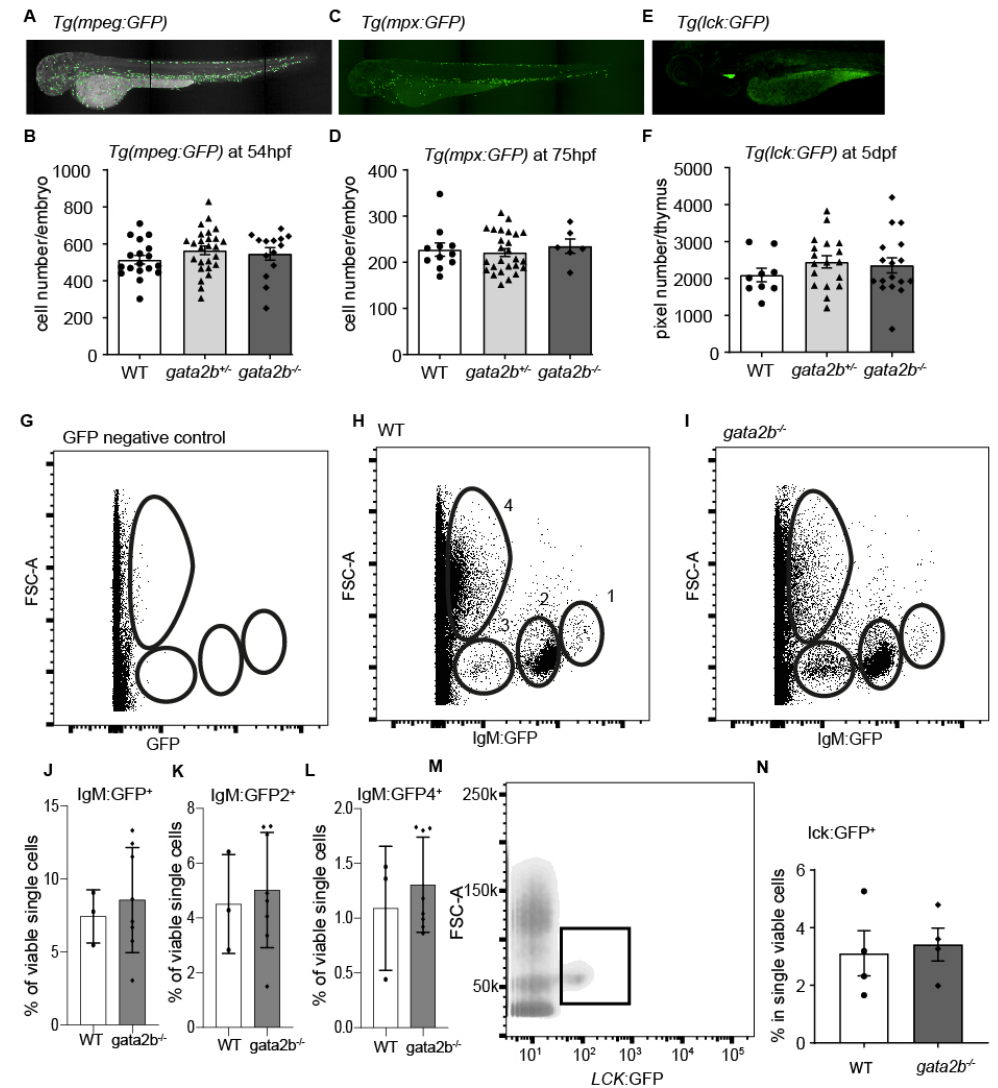 A Tg(mpeg:GFP) C Tg(mpx:GFP) E Tg(lck:GFP)
B Tg(mpeg:GFP) at 54hpf
cell number/embryo
1000
800
600
400
200
0
WT gata2b+/- gata2b-/-
D Tg(mpx:GFP) at 75hpf
cell number/embryo
400
300
200
100
0
WT gata2b+/- gata2b-/-
F Tg(lck:GFP) at 5dpf
pixel number/thymus
5000
4000
3000
2000
1000
0
WT gata2b+/- gata2b-/-
G GFP negative control
FSC-A
GFP
H WT
FSC-A
4
3
2
1
IgM:GFP
I gata2b-/-
FSC-A
IgM:GFP
J IgM:GFP+
% of viable single cells
15
10
5
0
WT gata2b-/-
K IgM:GFP2+
% of viable single cells
8
6
4
2
0
WT gata2b-/-
L IgM:GFP4+
% of viable single cells
2.0
1.5
1.0
0.5
0.0
WT gata2b-/-
M
FSC-A
250k
150k
50k
10¹ 10² 10³ 10⁴ 10⁵
LCK:GFP
N lck:GFP+
% in single viable cells
6
4
2
0
WT gata2b-/-